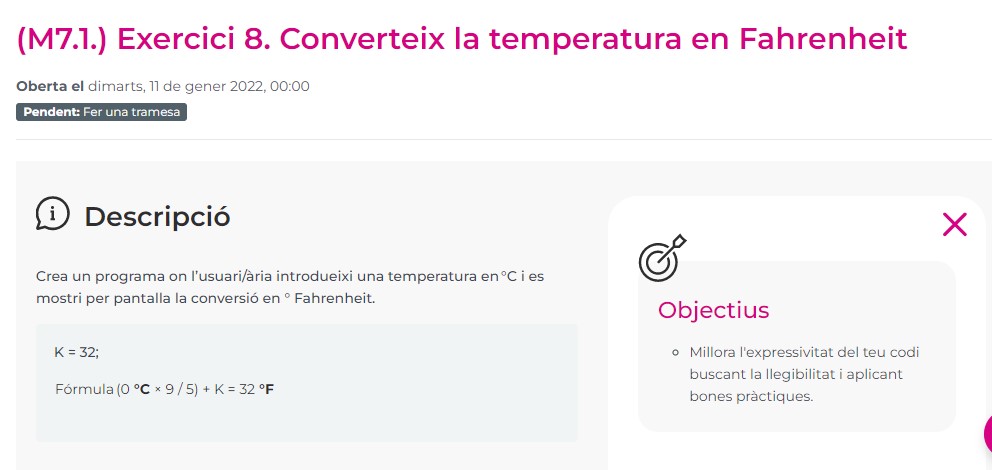 (M7.1.) Exercici 8. Converteix la temperatura en Fahrenheit
Oberta el dimarts, 11 de gener 2022, 00:00
Pendent: Fer una tramesa
Descripció
Crea un programa on l'usuari/ària introdueixi una temperatura en °C i es
mostri per pantalla la conversió en ° Fahrenheit.
K = 32;
Fórmula (0 °C × 9 / 5) + K = 32 °F
Objectius
Millora l'expressivitat del teu codi
buscant la llegibilitat i aplicant
bones pràctiques.